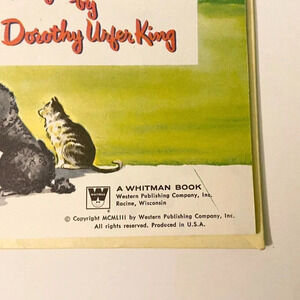 by
Dorothy Urfer King
W
A WHITMAN BOOK
Western Publishing Company, Inc.
Racine, Wisconsin
© Copyright MCMLIII by Western Publishing Company, Inc.
All rights reserved. Produced in U.S.A.